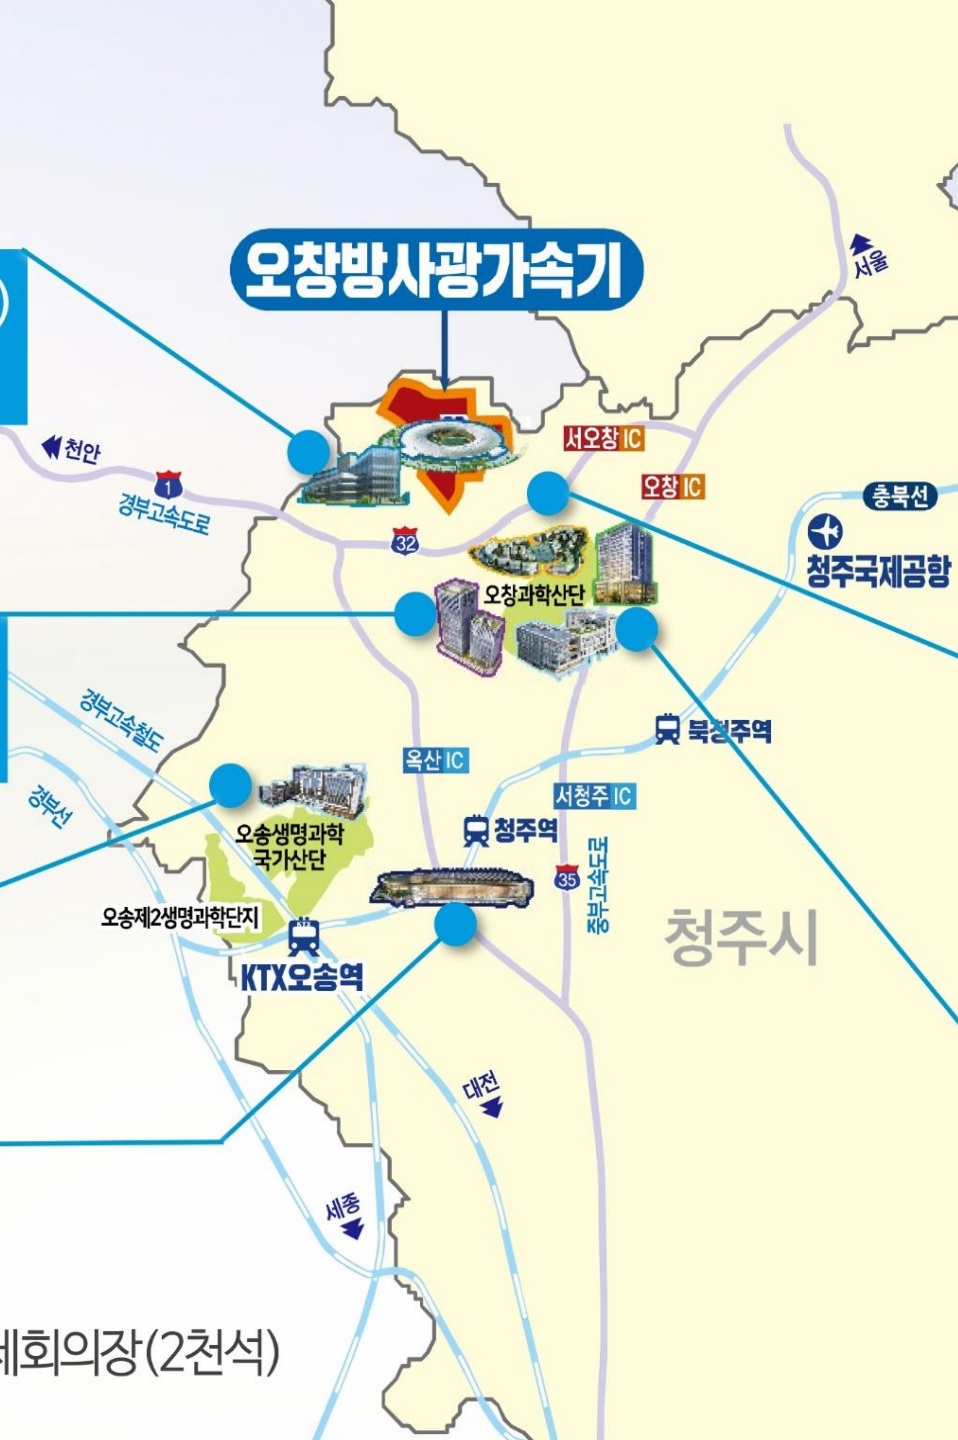 서울
오창방사광가속기
서오창 IC
천안
1
오창 IC
충북선
경부고속도로
32
청주국제공항
오창과학산단
경부고속철도
북청주역
옥산 IC
경부선
서청주 IC
청주역
오송생명과학
국가산단
35
중부고속도로
오송제2생명과학단지
청주시
KTX오송역
대전
세종
회의장(2천석)